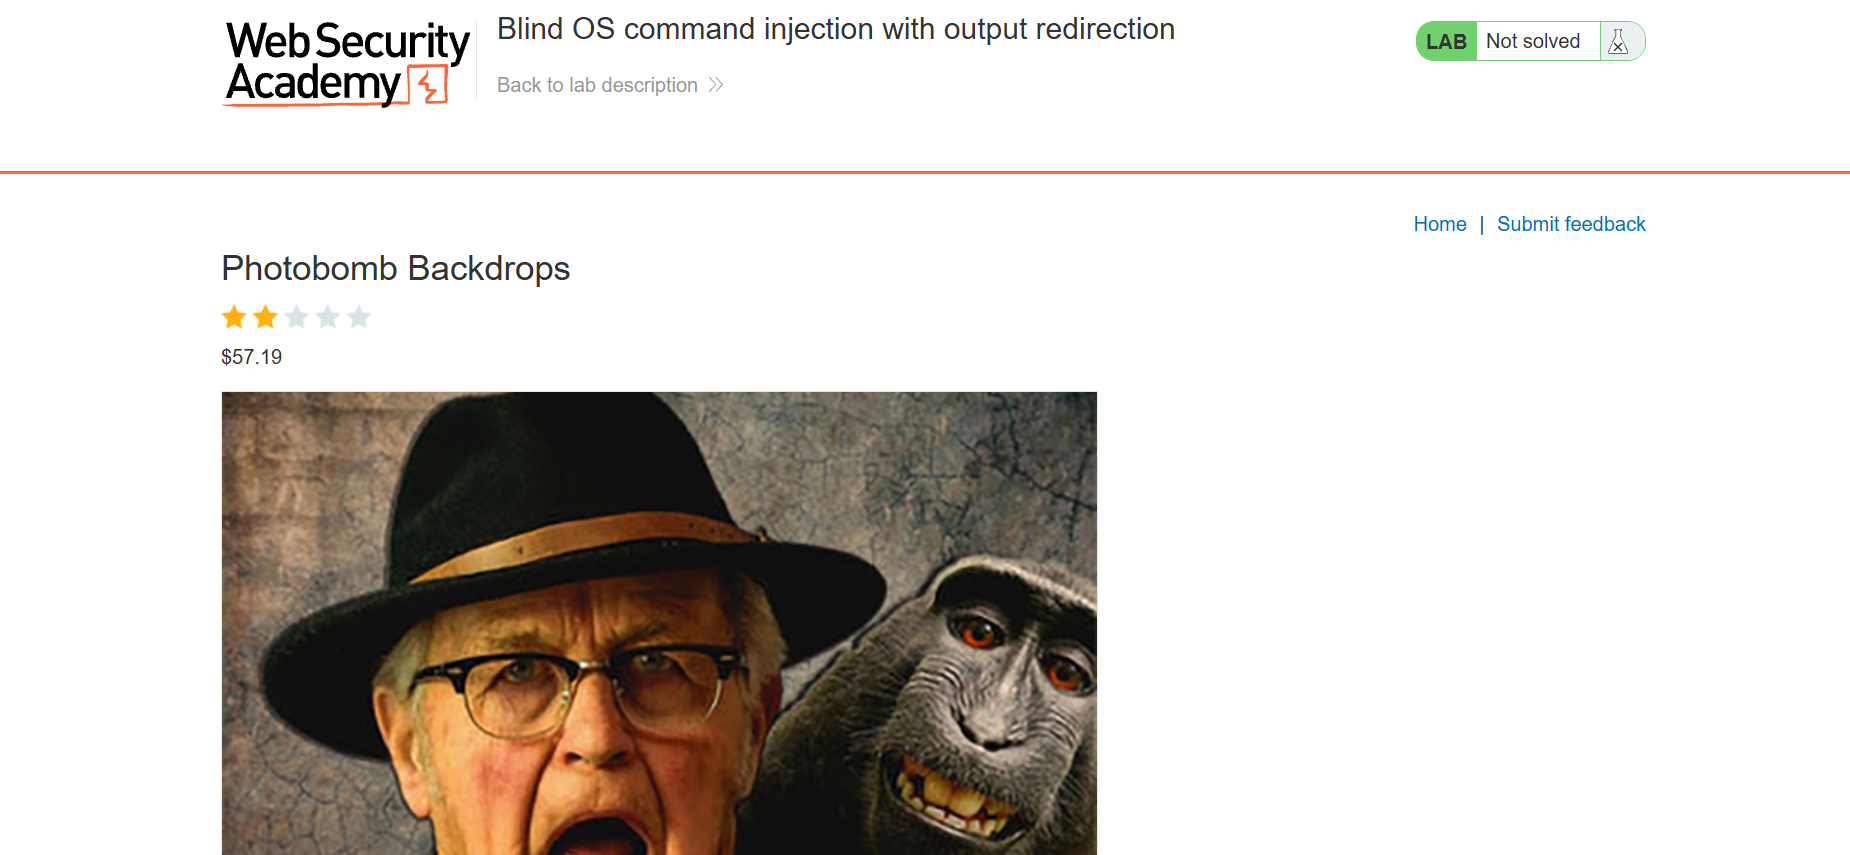 Web Security
Academy
Blind OS command injection with output redirection
Back to lab description
LAB Not solved
Home | Submit feedback
Photobomb Backdrops
$57.19